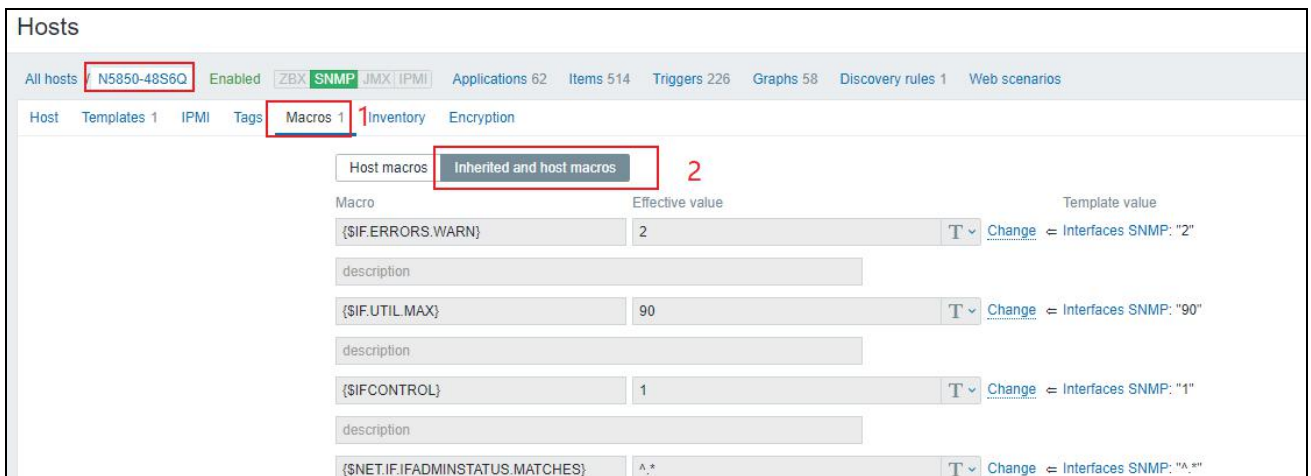 Hosts
All hosts / N5850-48S6Q Enabled ZBX SNMP JMX IPMI Applications 62 Items 514 Triggers 226 Graphs 58 Discovery rules 1 Web scenarios
Host Templates 1 IPMI Tags Macros 1 1 Inventory Encryption
Host macros Inherited and host macros 2
Macro Effective value Template value
{$IF.ERRORS.WARN} 2 T Change ⇐ Interfaces SNMP: "2"
description
{$IF.UTIL.MAX} 90 T Change ⇐ Interfaces SNMP: "90"
description
{$IFCONTROL} 1 T Change ⇐ Interfaces SNMP: "1"
description
{$NET.IF.IFADMINSTATUS.MATCHES} ^.* T Change ⇐ Interfaces SNMP: "^.*"